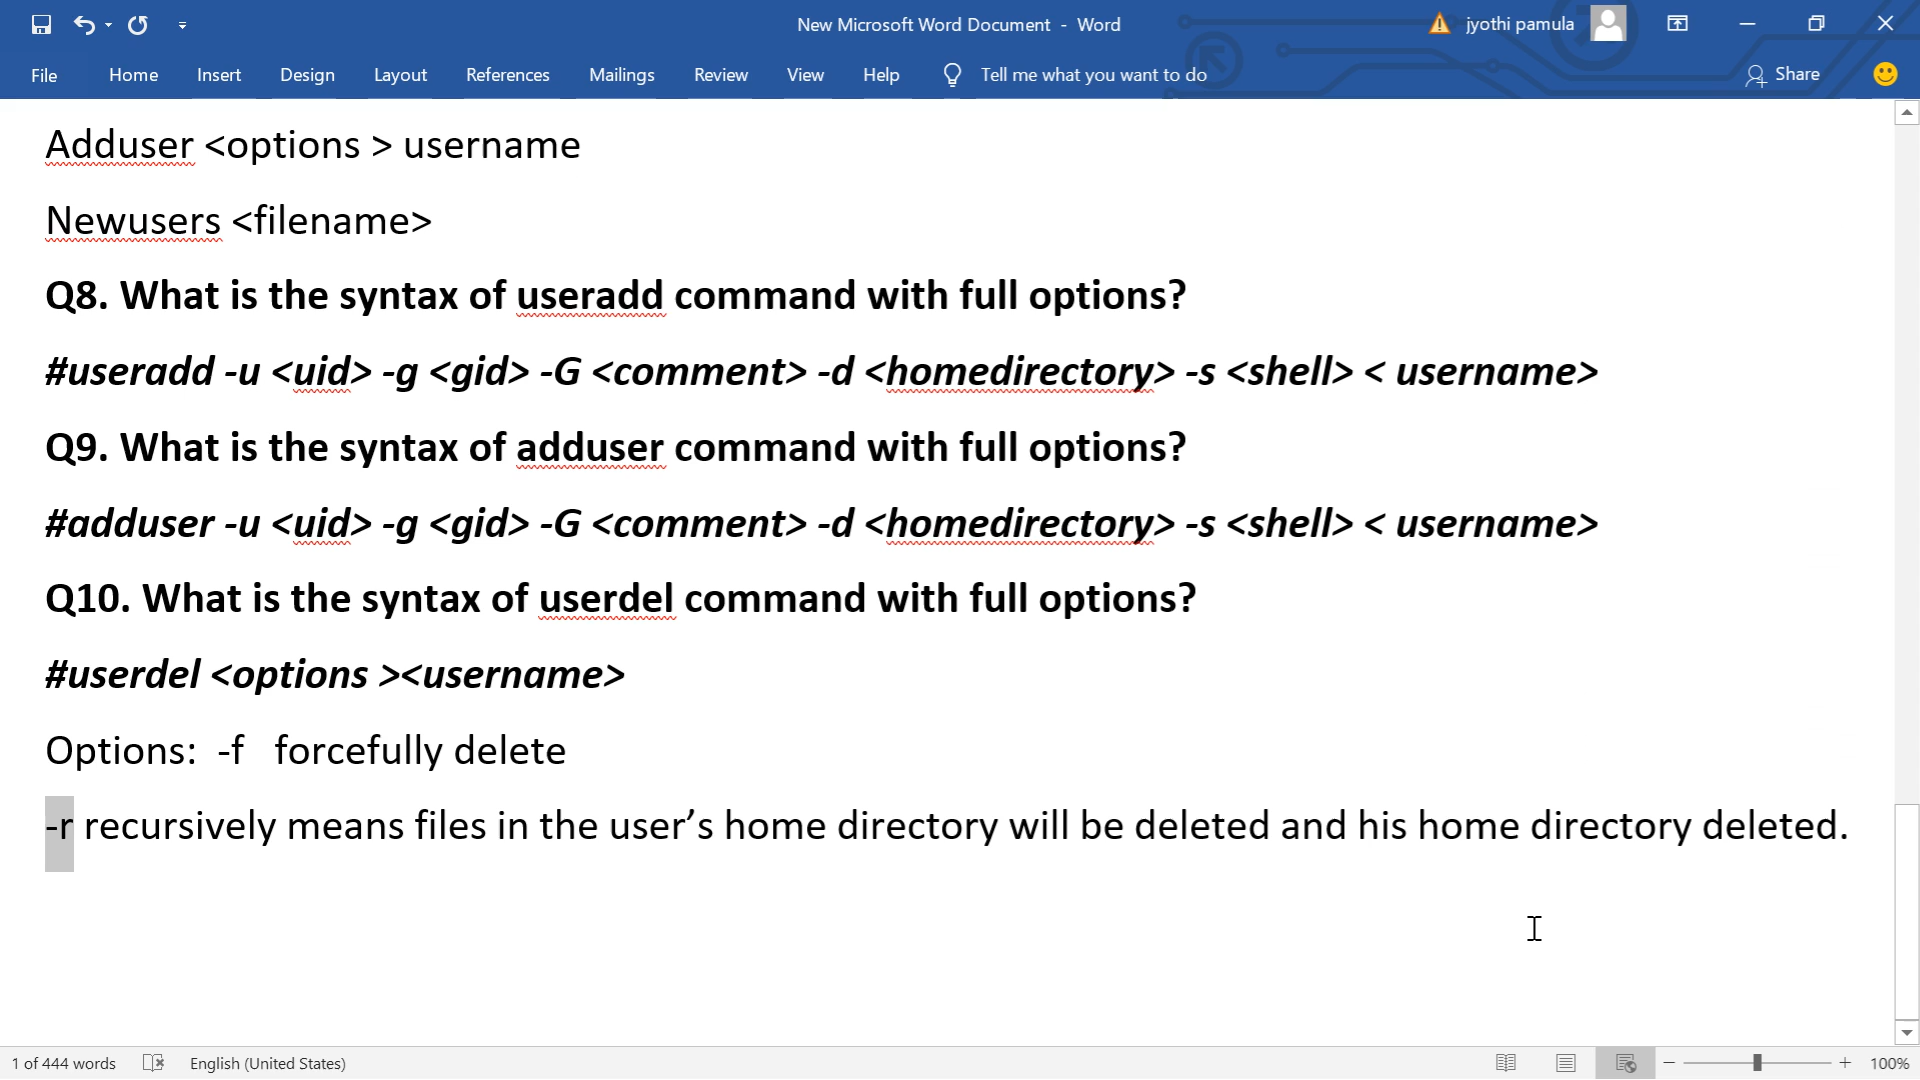 New Microsoft Word Document - Word
jyothi pamula
File Home Insert Design Layout References Mailings Review View Help Tell me what you want to do Share
Adduser <options > username
Newusers <filename>
Q8. What is the syntax of useradd command with full options?
#useradd -u <uid> -g <gid> -G <comment> -d <homedirectory> -s <shell> < username>
Q9. What is the syntax of adduser command with full options?
#adduser -u <uid> -g <gid> -G <comment> -d <homedirectory> -s <shell> < username>
Q10. What is the syntax of userdel command with full options?
#userdel <options ><username>
Options:  -f   forcefully delete
-r recursively means files in the user’s home directory will be deleted and his home directory deleted.
1 of 444 words English (United States) 100%